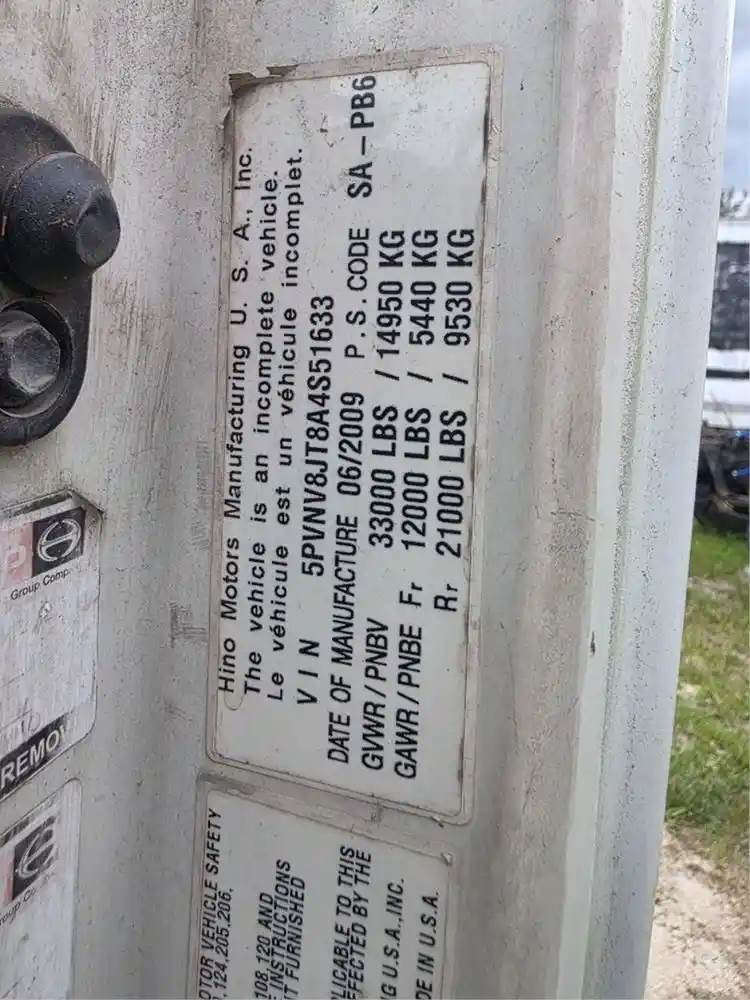 Hino Motors Manufacturing U. S. A., Inc.
The vehicle is an incomplete vehicle.
Le véhicule est un véhicule incomplet.
VIN 5PVNV8JT8A4S51633
DATE OF MANUFACTURE 06/2009 P.S.CODE SA-PB6
GVWR/PNBV 33000 LBS /14950 KG
GAWR/PNBE Fr 12000 LBS / 5440 KG
Rr 21000 LBS / 9530 KG
OTOR VEHICLE SAFETY
,124,205,206,
108,120 AND
INSTRUCTIONS
T FURNISHED
LICABLE TO THIS
FFECTED BY THE
G U.S.A.,INC.
DE IN U.S.A.
Group Comp
REMOV